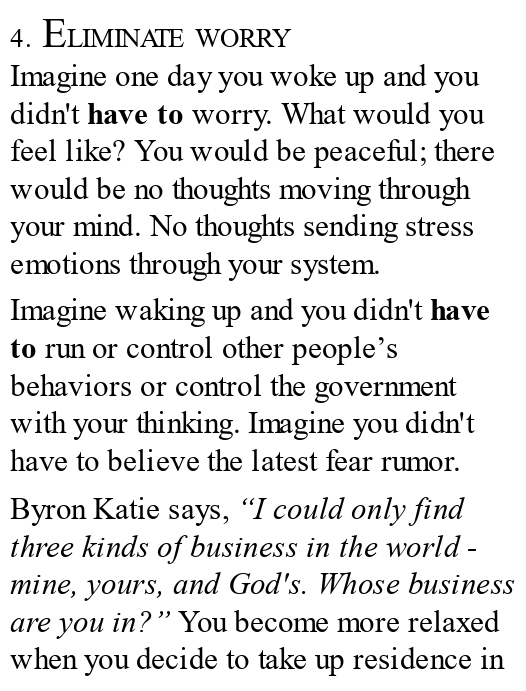 4. ELIMINATE WORRY
Imagine one day you woke up and you
didn't have to worry. What would you
feel like? You would be peaceful; there
would be no thoughts moving through
your mind. No thoughts sending stress
emotions through your system.
Imagine waking up and you didn't have
to run or control other people’s
behaviors or control the government
with your thinking. Imagine you didn't
have to believe the latest fear rumor.
Byron Katie says, “I could only find
three kinds of business in the world -
mine, yours, and God's. Whose business
are you in?” You become more relaxed
when you decide to take up residence in